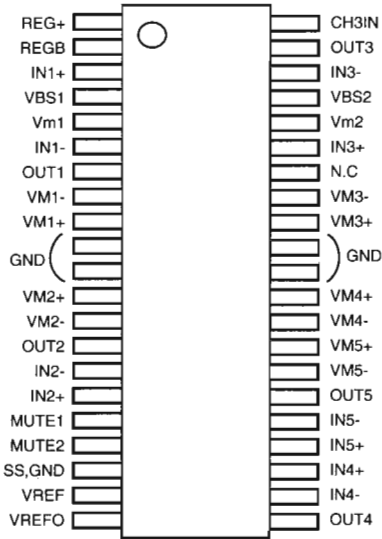 REG+ CH3IN
REGB OUT3
IN1+ IN3-
VBS1 VBS2
Vm1 Vm2
IN1- IN3+
OUT1 N.C
VM1- VM3-
VM1+ VM3+
GND GND
VM2+ VM4+
VM2- VM4-
OUT2 VM5+
IN2- VM5-
IN2+ OUT5
MUTE1 IN5-
MUTE2 IN5+
SS,GND IN4+
VREF IN4-
VREFO OUT4